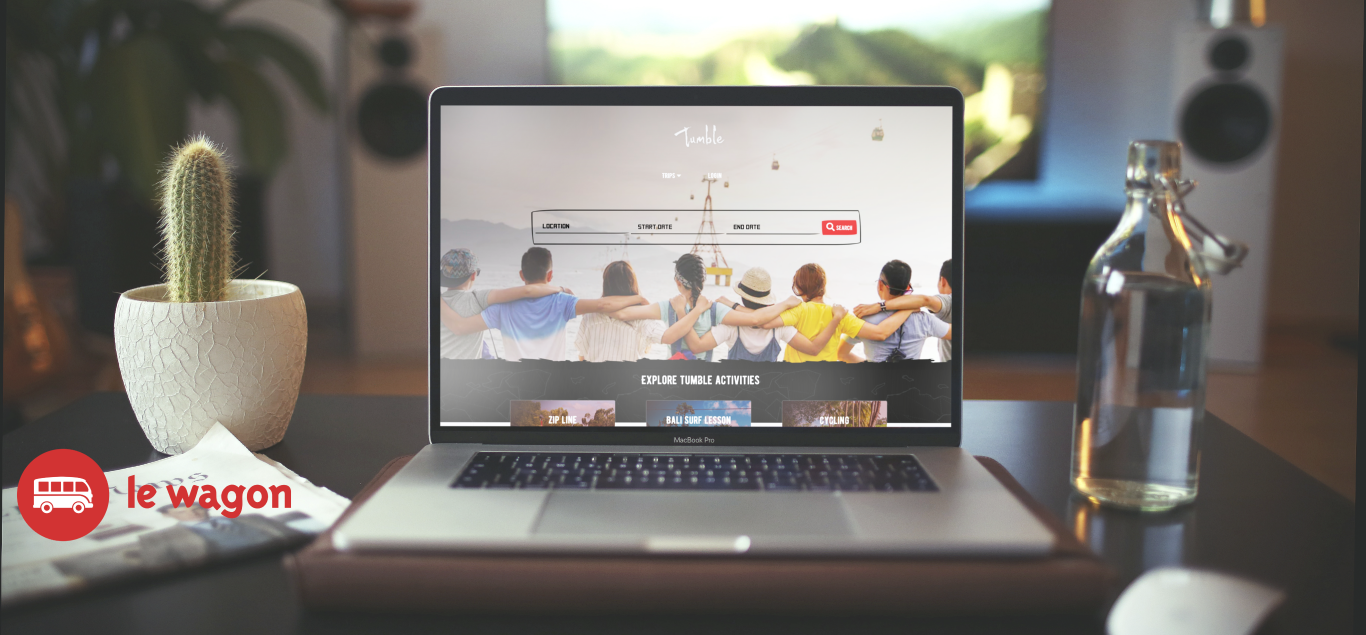 Tumble
TRIPS
LOGIN
LOCATION
START DATE
END DATE
SEARCH
EXPLORE TUMBLE ACTIVITIES
ZIP LINE
BALI SURF LESSON
CYCLING
MacBook Pro
le wagon